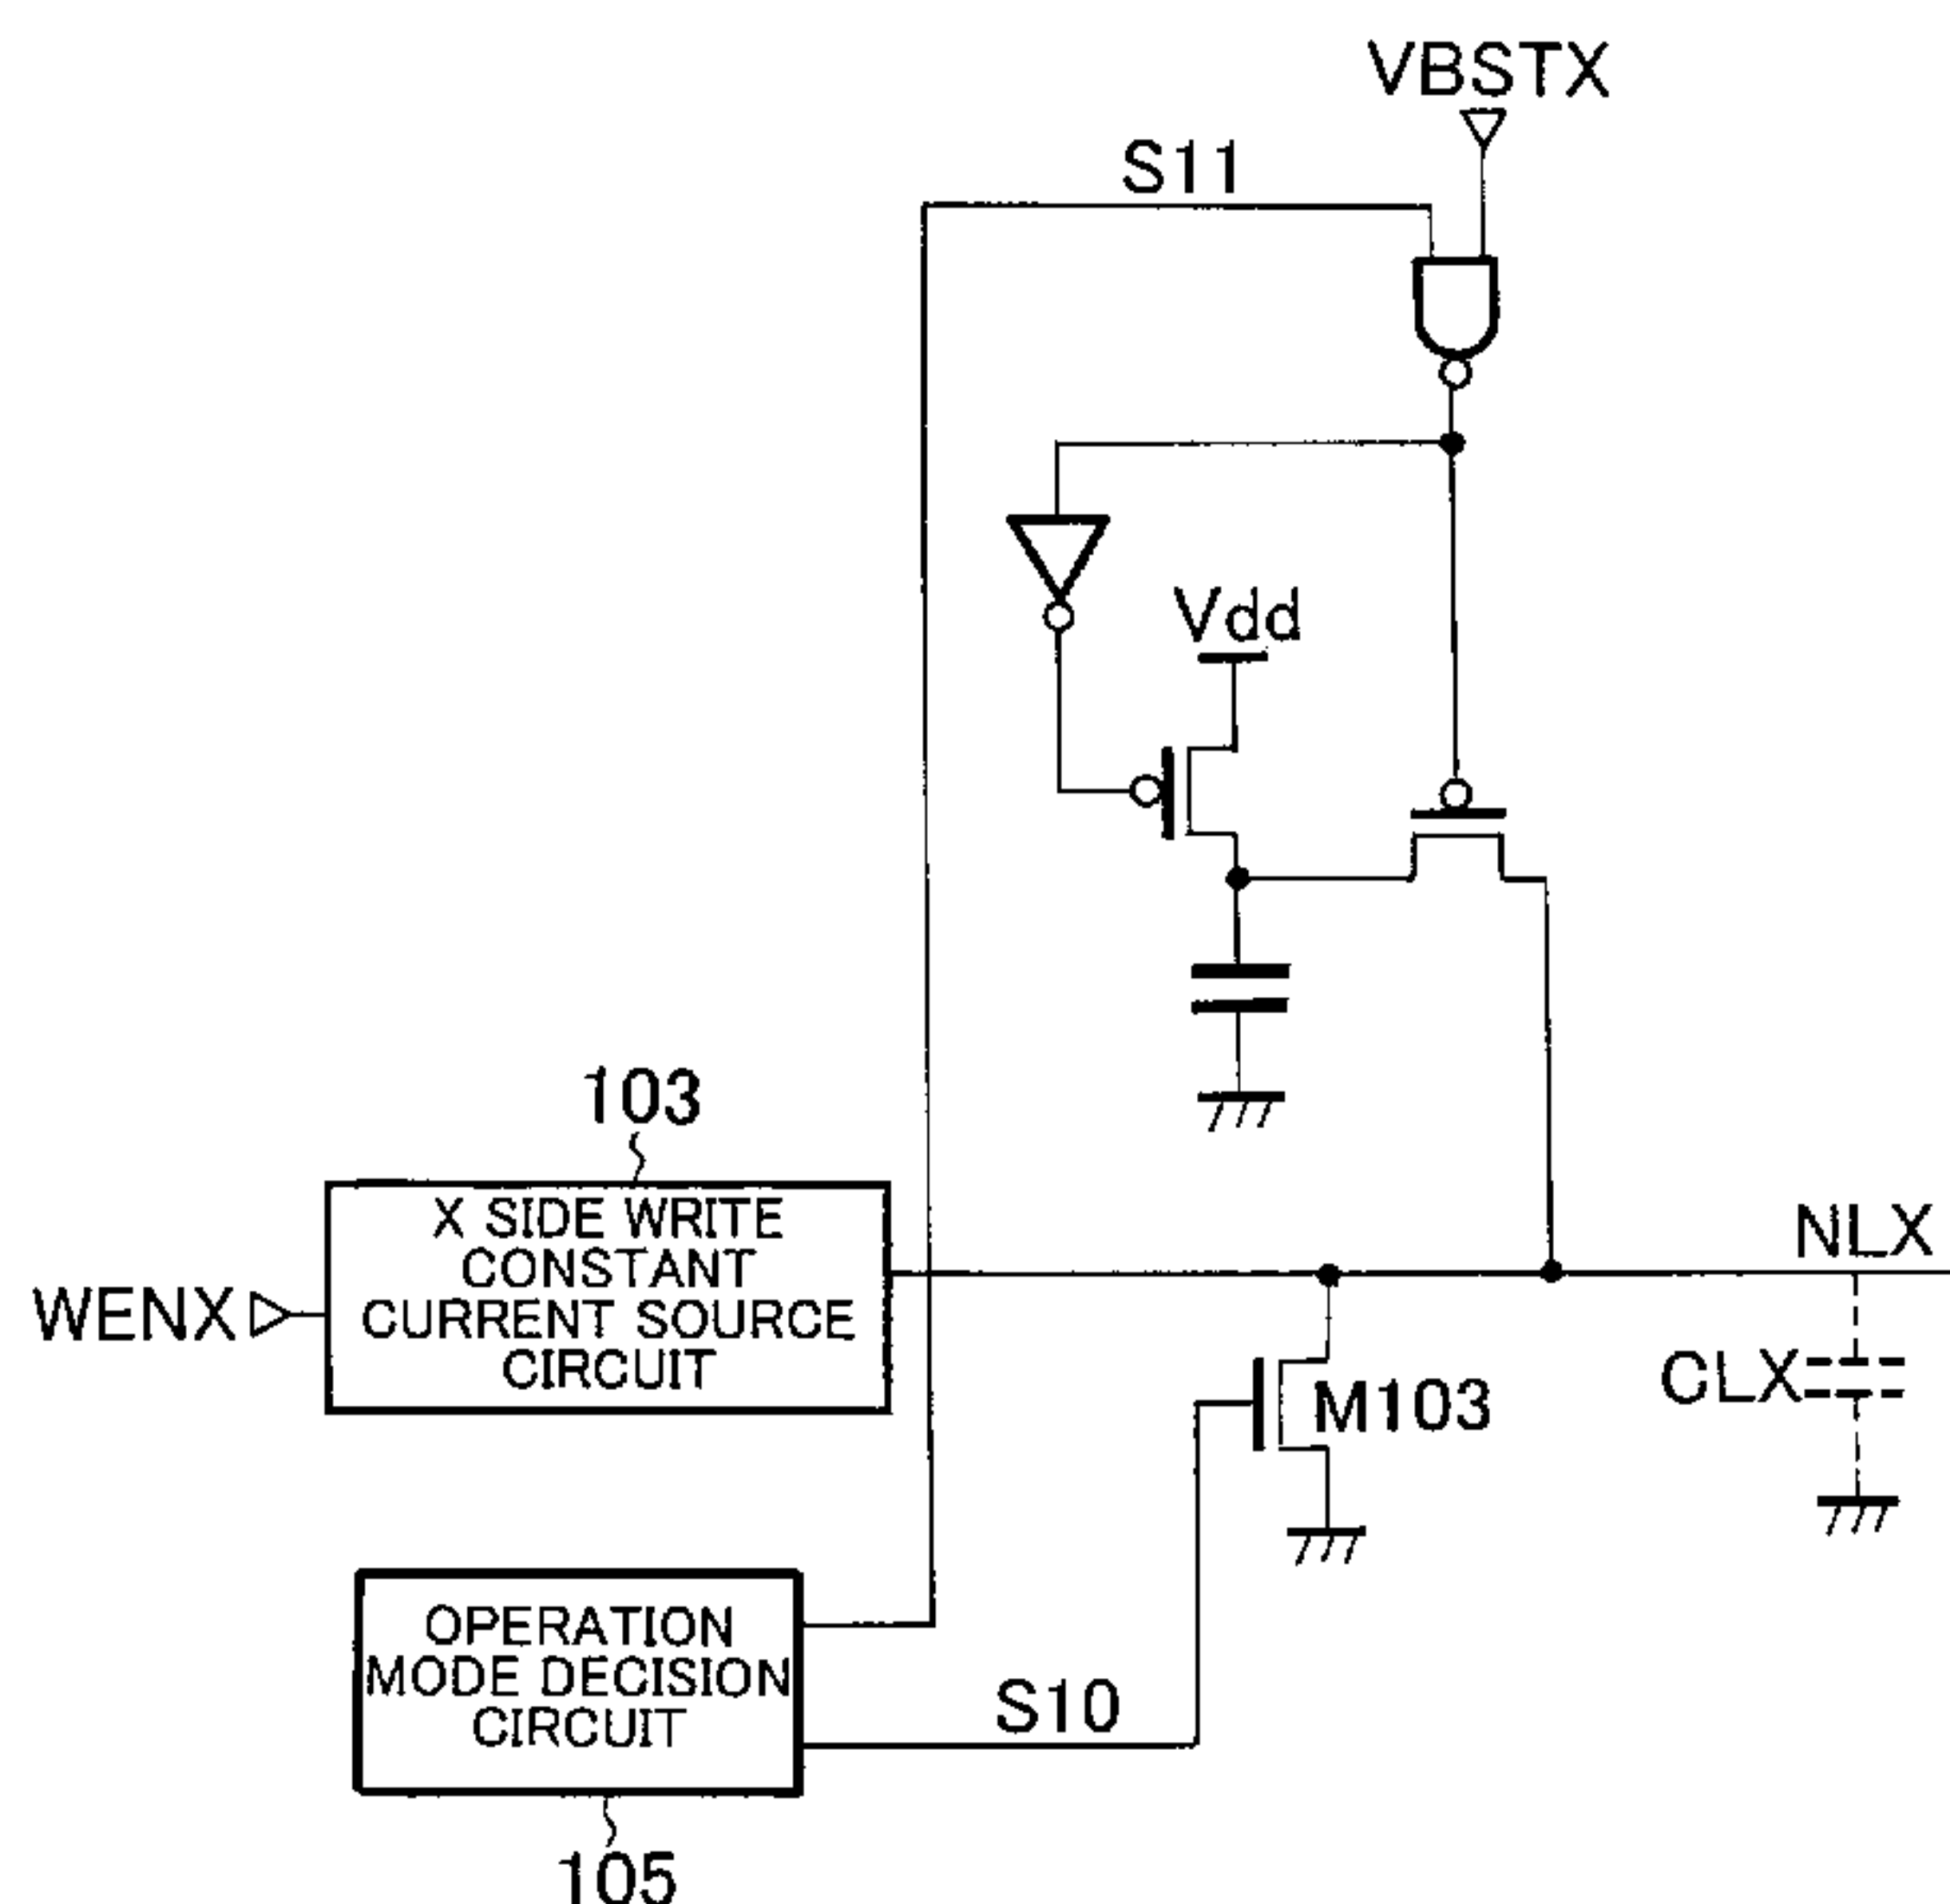 VBSTX
S11
Vdd
103
X SIDE WRITE
CONSTANT
CURRENT SOURCE
CIRCUIT
WENX
NLX
CLX
M103
OPERATION
MODE DECISION
CIRCUIT
S10
105